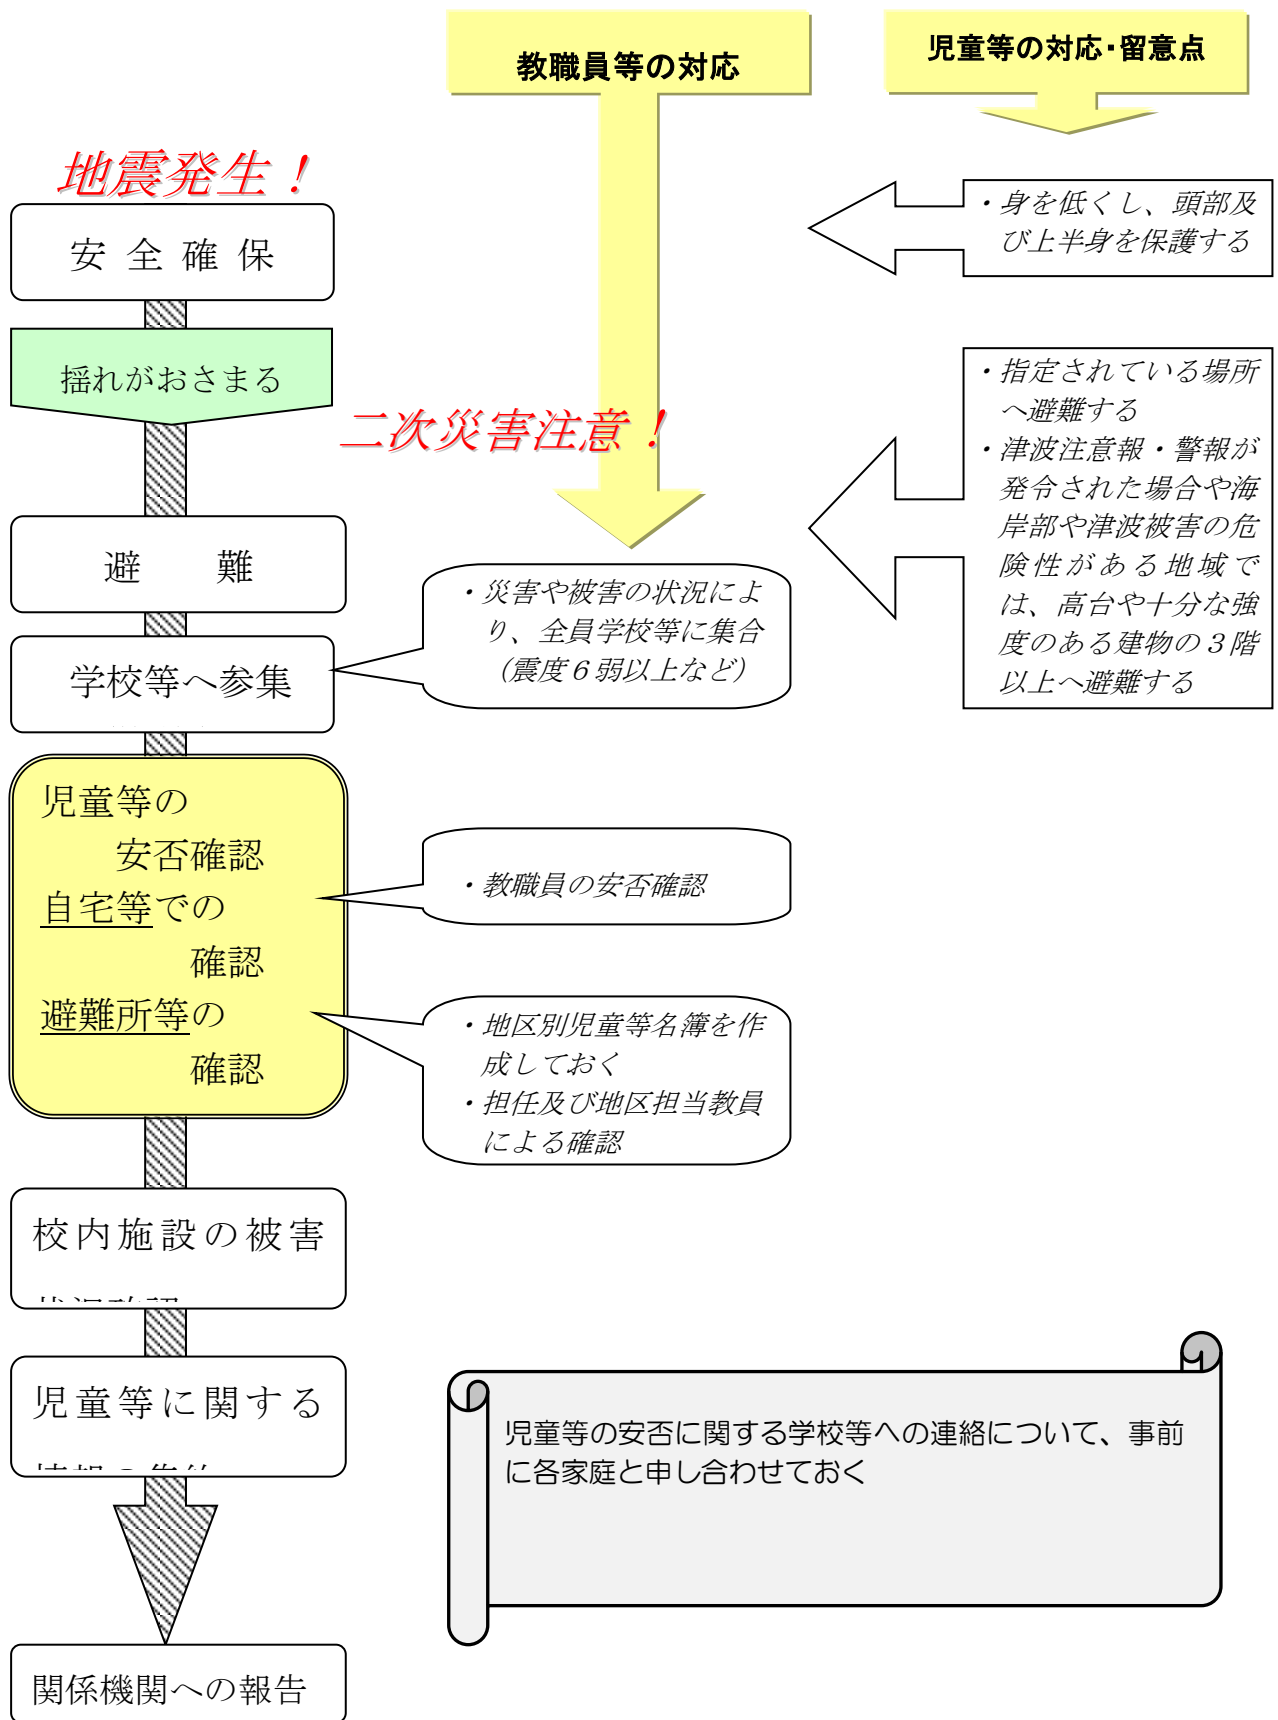 教職員等の対応
児童等の対応・留意点
地震発生！
安全確保
・身を低くし、頭部及
び上半身を保護する
揺れがおさまる
二次災害注意！
・指定されている場所
へ避難する
・津波注意報・警報が
発令された場合や海
岸部や津波被害の危
険性がある地域で
は、高台や十分な強
度のある建物の３階
以上へ避難する
避　難
学校等へ参集
・災害や被害の状況によ
り、全員学校等に集合
（震度６弱以上など）
児童等の
安否確認
自宅等での
確認
避難所等の
確認
・教職員の安否確認
・地区別児童等名簿を作
成しておく
・担任及び地区担当教員
による確認
校内施設の被害
児童等に関する
児童等の安否に関する学校等への連絡について、事前
に各家庭と申し合わせておく
関係機関への報告